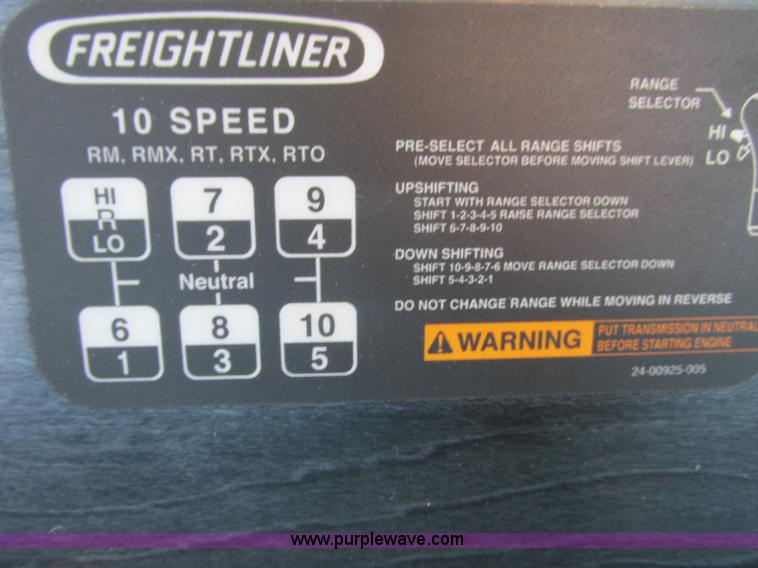 FREIGHTLINER
10 SPEED
RM, RMX, RT, RTX, RTO
HI
R
LO
7
2
9
4
Neutral
6
1
8
3
10
5
RANGE
SELECTOR
HI
LO
PRE-SELECT ALL RANGE SHIFTS
(MOVE SELECTOR BEFORE MOVING SHIFT LEVER)
UPSHIFTING
START WITH RANGE SELECTOR DOWN
SHIFT 1-2-3-4-5 RAISE RANGE SELECTOR
SHIFT 6-7-8-9-10
DOWN SHIFTING
SHIFT 10-9-8-7-6 MOVE RANGE SELECTOR DOWN
SHIFT 5-4-3-2-1
DO NOT CHANGE RANGE WHILE MOVING IN REVERSE
WARNING
PUT TRANSMISSION IN NEUTRAL
BEFORE STARTING ENGINE
24-00925-005
www.purplewave.com